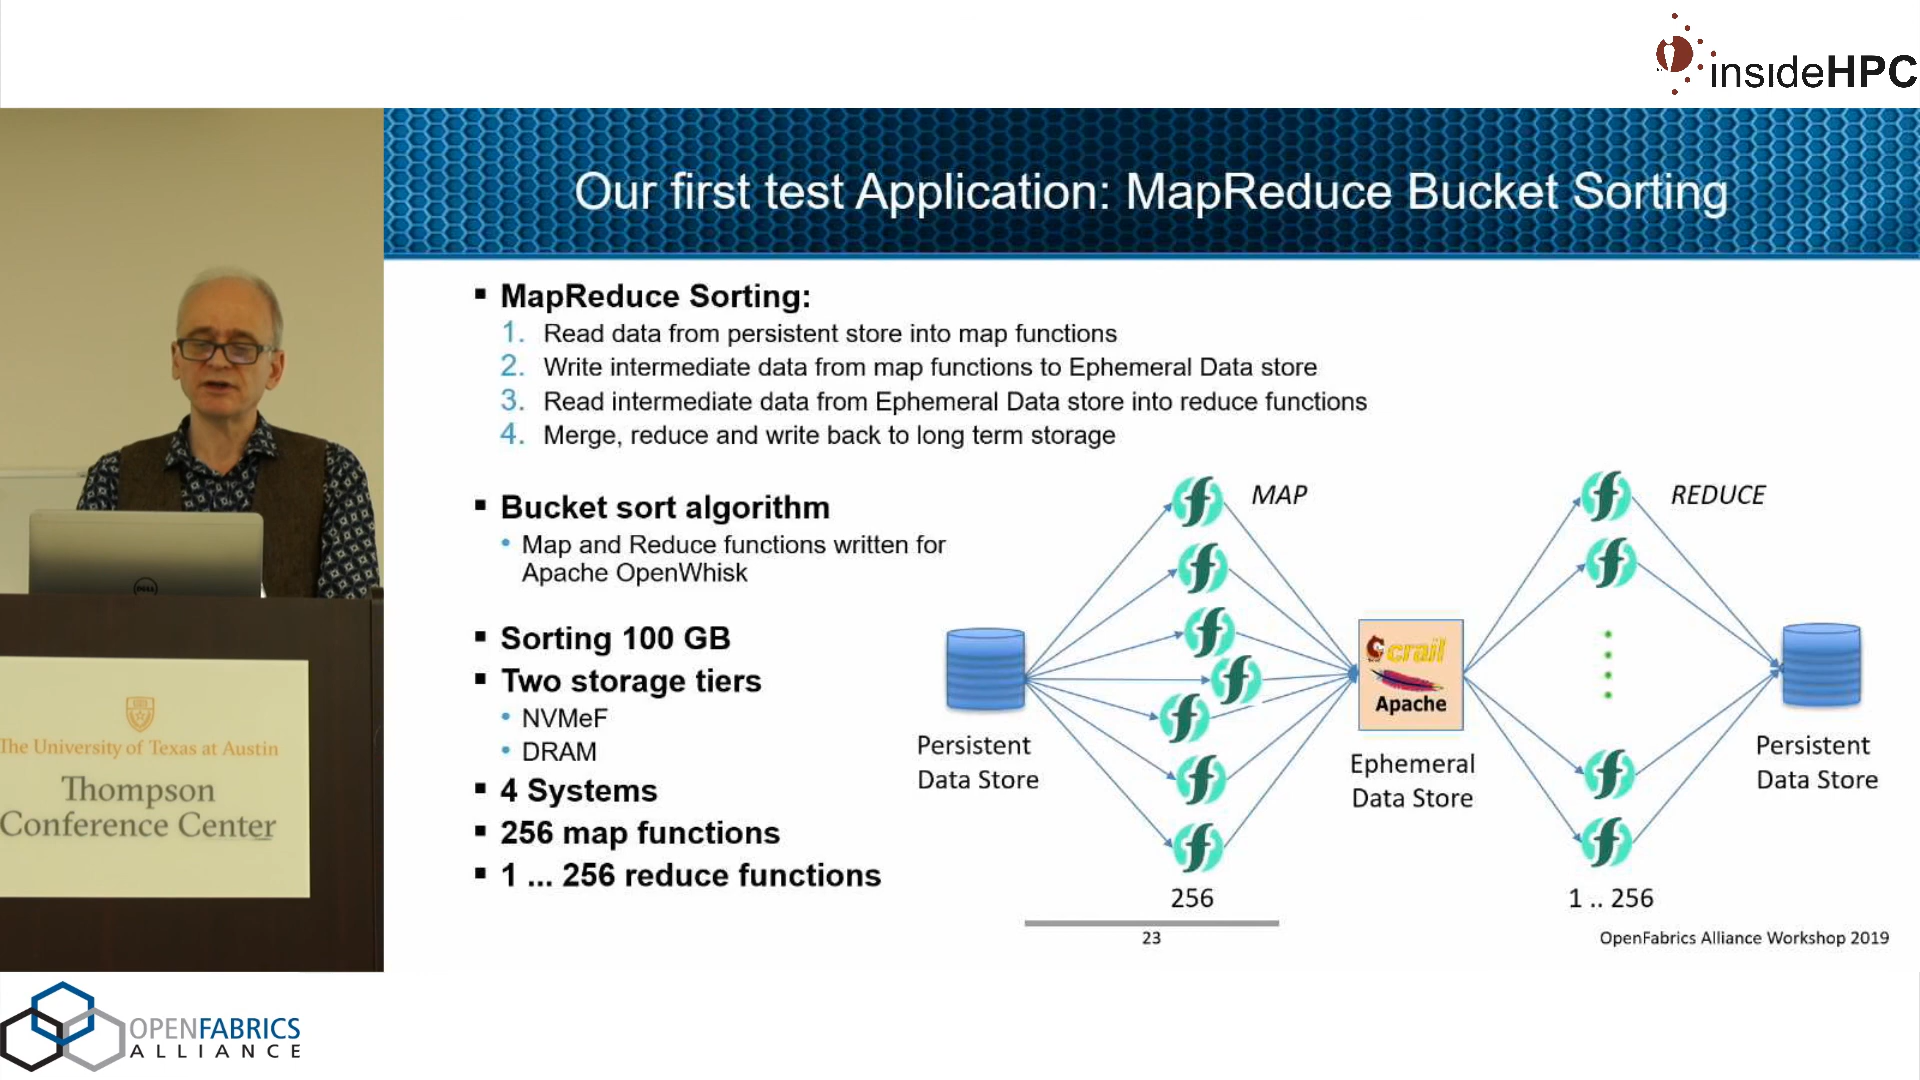 insideHPC
Our first test Application: MapReduce Bucket Sorting
▪ MapReduce Sorting:
1. Read data from persistent store into map functions
2. Write intermediate data from map functions to Ephemeral Data store
3. Read intermediate data from Ephemeral Data store into reduce functions
4. Merge, reduce and write back to long term storage
▪ Bucket sort algorithm
• Map and Reduce functions written for
Apache OpenWhisk
▪ Sorting 100 GB
▪ Two storage tiers
• NVMeF
• DRAM
▪ 4 Systems
▪ 256 map functions
▪ 1 ... 256 reduce functions
MAP
REDUCE
crail
Apache
Persistent
Data Store
Ephemeral
Data Store
Persistent
Data Store
256
1 .. 256
23
OpenFabrics Alliance Workshop 2019
DELL
The University of Texas at Austin
Thompson
Conference Center
OPENFABRICS
ALLIANCE